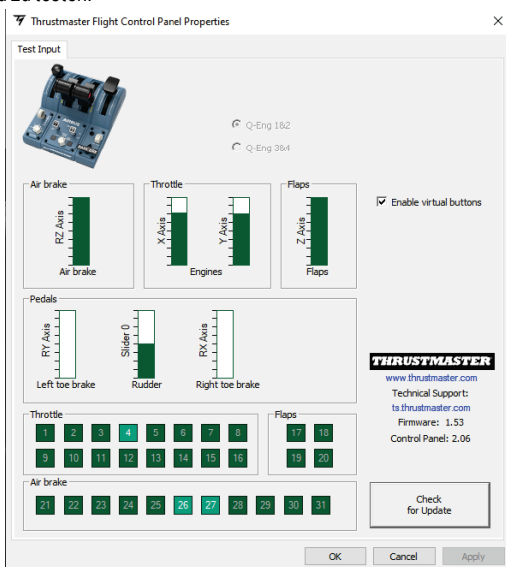 zu testen.
Thrustmaster Flight Control Panel Properties
Test Input
Q-Eng 1&2
Q-Eng 3&4
Air brake
Throttle
Flaps
Enable virtual buttons
RZ Axis
X Axis
Y Axis
Z Axis
Air brake
Engines
Flaps
Pedals
RY Axis
Slider 0
RX Axis
Left toe brake
Rudder
Right toe brake
THRUSTMASTER
www.thrustmaster.com
Technical Support:
ts.thrustmaster.com
Firmware: 1.53
Control Panel: 2.06
Throttle
Flaps
1 2 3 4 5 6 7 8
17 18
9 10 11 12 13 14 15 16
19 20
Air brake
21 22 23 24 25 26 27 28 29 30 31
Check
for Update
OK
Cancel
Apply